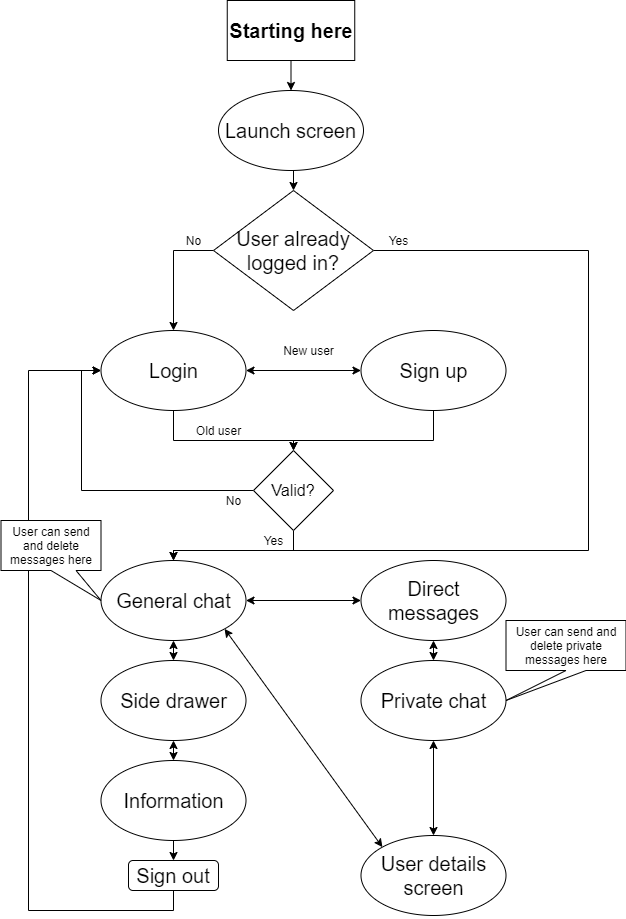 Starting here
Launch screen
User already
logged in?
No
Yes
Login
New user
Sign up
Old user
Valid?
No
Yes
User can send
and delete
messages here
General chat
Direct
messages
User can send and
delete private
messages here
Side drawer
Private chat
Information
Sign out
User details
screen